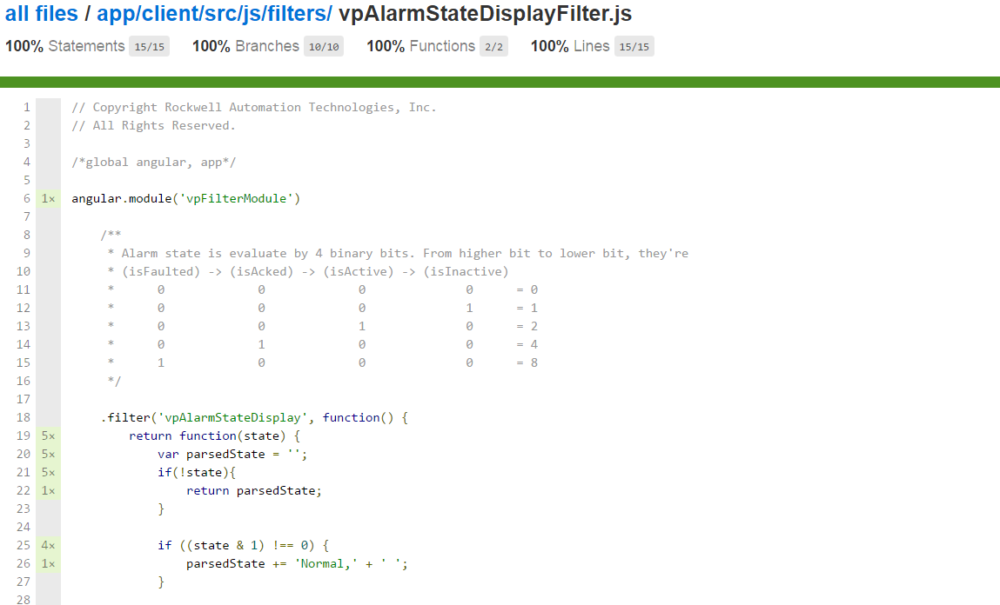 all files / app/client/src/js/filters/ vpAlarmStateDisplayFilter.js
100% Statements 15/15 100% Branches 10/10 100% Functions 2/2 100% Lines 15/15
1 // Copyright Rockwell Automation Technologies, Inc.
2 // All Rights Reserved.
3
4 /*global angular, app*/
5
6 1× angular.module('vpFilterModule')
7
8 /**
9 * Alarm state is evaluate by 4 binary bits. From higher bit to lower bit, they're
10 * (isFaulted) -> (isAcked) -> (isActive) -> (isInactive)
11 * 0 0 0 0 = 0
12 * 0 0 0 1 = 1
13 * 0 0 1 0 = 2
14 * 0 1 0 0 = 4
15 * 1 0 0 0 = 8
16 */
17
18 .filter('vpAlarmStateDisplay', function() {
19 5× return function(state) {
20 5× var parsedState = '';
21 5× if(!state){
22 1× return parsedState;
23 }
24
25 4× if ((state & 1) !== 0) {
26 1× parsedState += 'Normal,' + ' ';
27 }
28